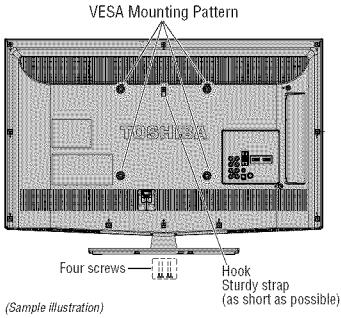 VESA Mounting Pattern
TOSHIBA
Four screws
Hook
Sturdy strap
(as short as possible)
(Sample illustration)